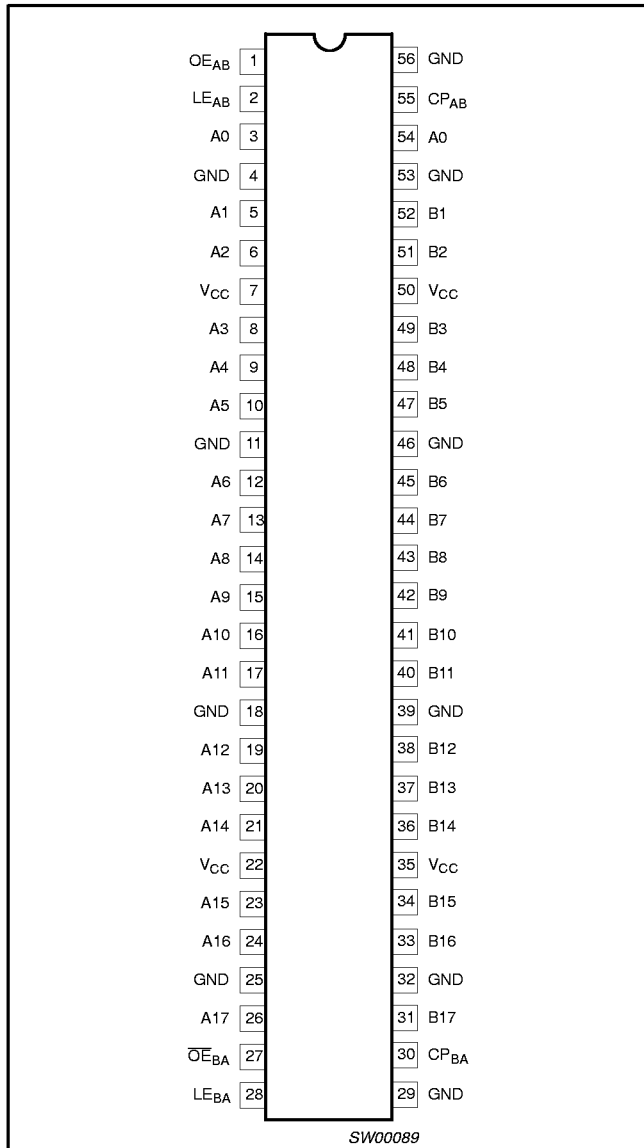 OEAB 1 56 GND
LEAB 2 55 CPAB
A0 3 54 A0
GND 4 53 GND
A1 5 52 B1
A2 6 51 B2
VCC 7 50 VCC
A3 8 49 B3
A4 9 48 B4
A5 10 47 B5
GND 11 46 GND
A6 12 45 B6
A7 13 44 B7
A8 14 43 B8
A9 15 42 B9
A10 16 41 B10
A11 17 40 B11
GND 18 39 GND
A12 19 38 B12
A13 20 37 B13
A14 21 36 B14
VCC 22 35 VCC
A15 23 34 B15
A16 24 33 B16
GND 25 32 GND
A17 26 31 B17
O̅E̅BA 27 30 CPBA
LEBA 28 29 GND
SW00089